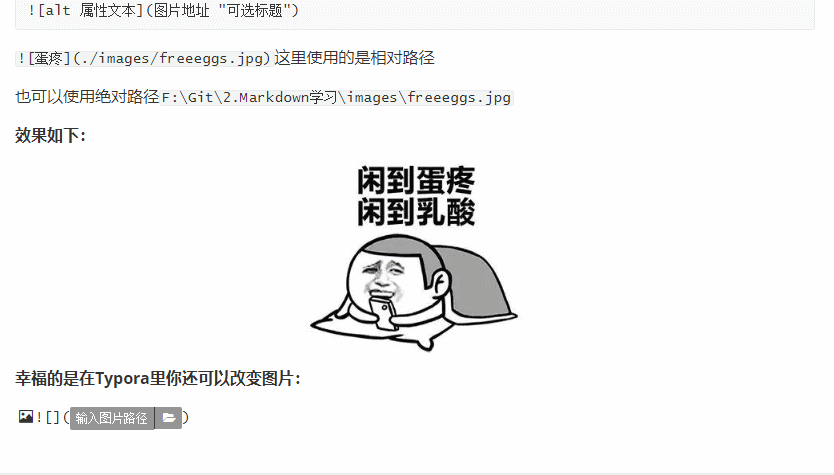 ![alt 属性文本](图片地址 "可选标题")
![蛋疼](./images/freeeggs.jpg)这里使用的是相对路径
也可以使用绝对路径F:\Git\2.Markdown学习\images\freeeggs.jpg
效果如下：
闲到蛋疼
闲到乳酸
幸福的是在Typora里你还可以改变图片：
![](输入图片路径)